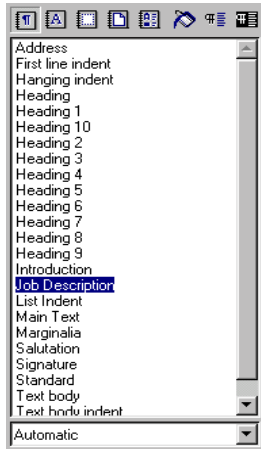 Address
First line indent
Hanging indent
Heading
Heading 1
Heading 10
Heading 2
Heading 3
Heading 4
Heading 5
Heading 6
Heading 7
Heading 8
Heading 9
Introduction
Job Description
List Indent
Main Text
Marginalia
Salutation
Signature
Standard
Text body
Text body indent
Automatic